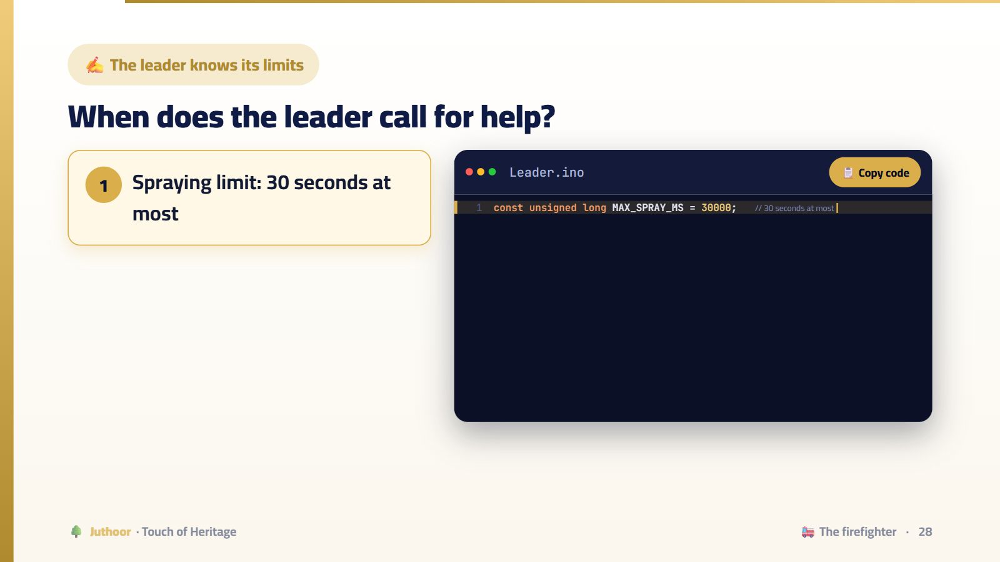 ✍️ The leader knows its limits
When does the leader call for help?
1 Spraying limit: 30 seconds at
most
Leader.ino
📋 Copy code
1 const unsigned long MAX_SPRAY_MS = 30000; // 30 seconds at most
🌳 Juthoor · Touch of Heritage
🚒 The firefighter · 28